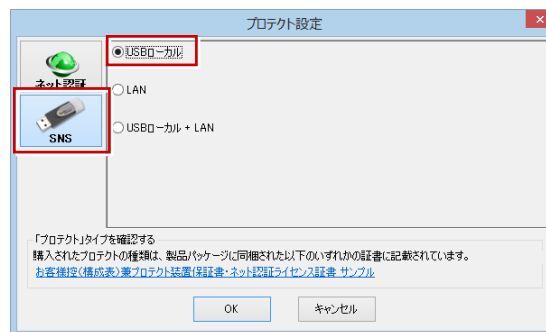 プロテクト設定
ネット認証
SNS
USBローカル
LAN
USBローカル + LAN
「プロテクト」タイプを確認する
購入されたプロテクトの種類は、製品パッケージに同梱された以下のいずれかの証書に記載されています。
お客様控(構成表)兼プロテクト装置保証書・ネット認証ライセンス証書 サンプル
OK
キャンセル